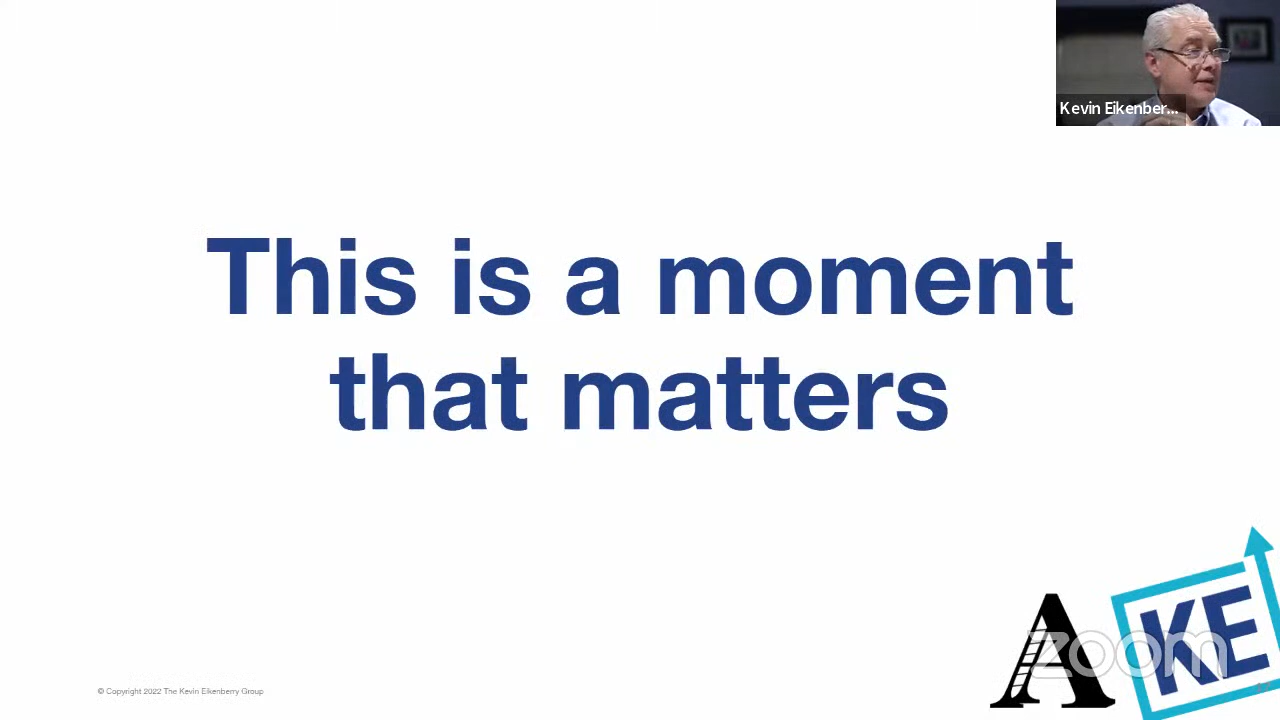 Kevin Eikenber...
This is a moment
that matters
A
KE
zoom
© Copyright 2022 The Kevin Eikenberry Group